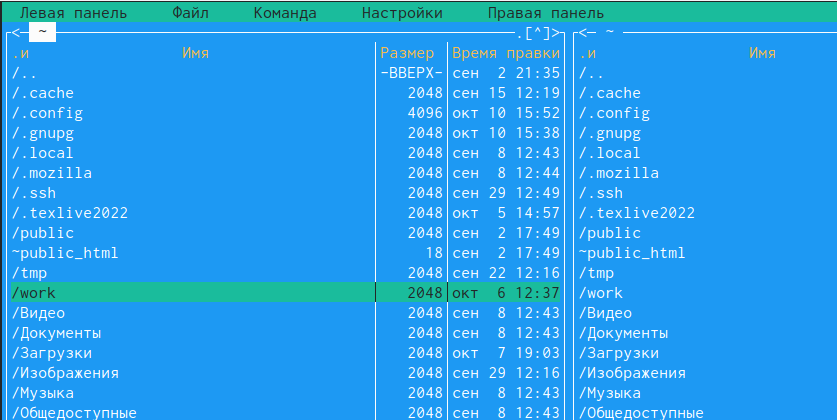 Левая панель Файл Команда Настройки Правая панель
<- ~ .[^]> <- ~
.и Имя Размер Время правки .и Имя
/.. -ВВЕРХ- сен 2 21:35 /..
/.cache 2048 сен 15 12:19 /.cache
/.config 4096 окт 10 15:52 /.config
/.gnupg 2048 окт 10 15:38 /.gnupg
/.local 2048 сен 8 12:43 /.local
/.mozilla 2048 сен 8 12:44 /.mozilla
/.ssh 2048 сен 29 12:49 /.ssh
/.texlive2022 2048 окт 5 14:57 /.texlive2022
/public 2048 сен 2 17:49 /public
~public_html 18 сен 2 17:49 ~public_html
/tmp 2048 сен 22 12:16 /tmp
/work 2048 окт 6 12:37 /work
/Видео 2048 сен 8 12:43 /Видео
/Документы 2048 сен 8 12:43 /Документы
/Загрузки 2048 окт 7 19:03 /Загрузки
/Изображения 2048 сен 29 12:16 /Изображения
/Музыка 2048 сен 8 12:43 /Музыка
/Общедоступные 2048 сен 8 12:43 /Общедоступные